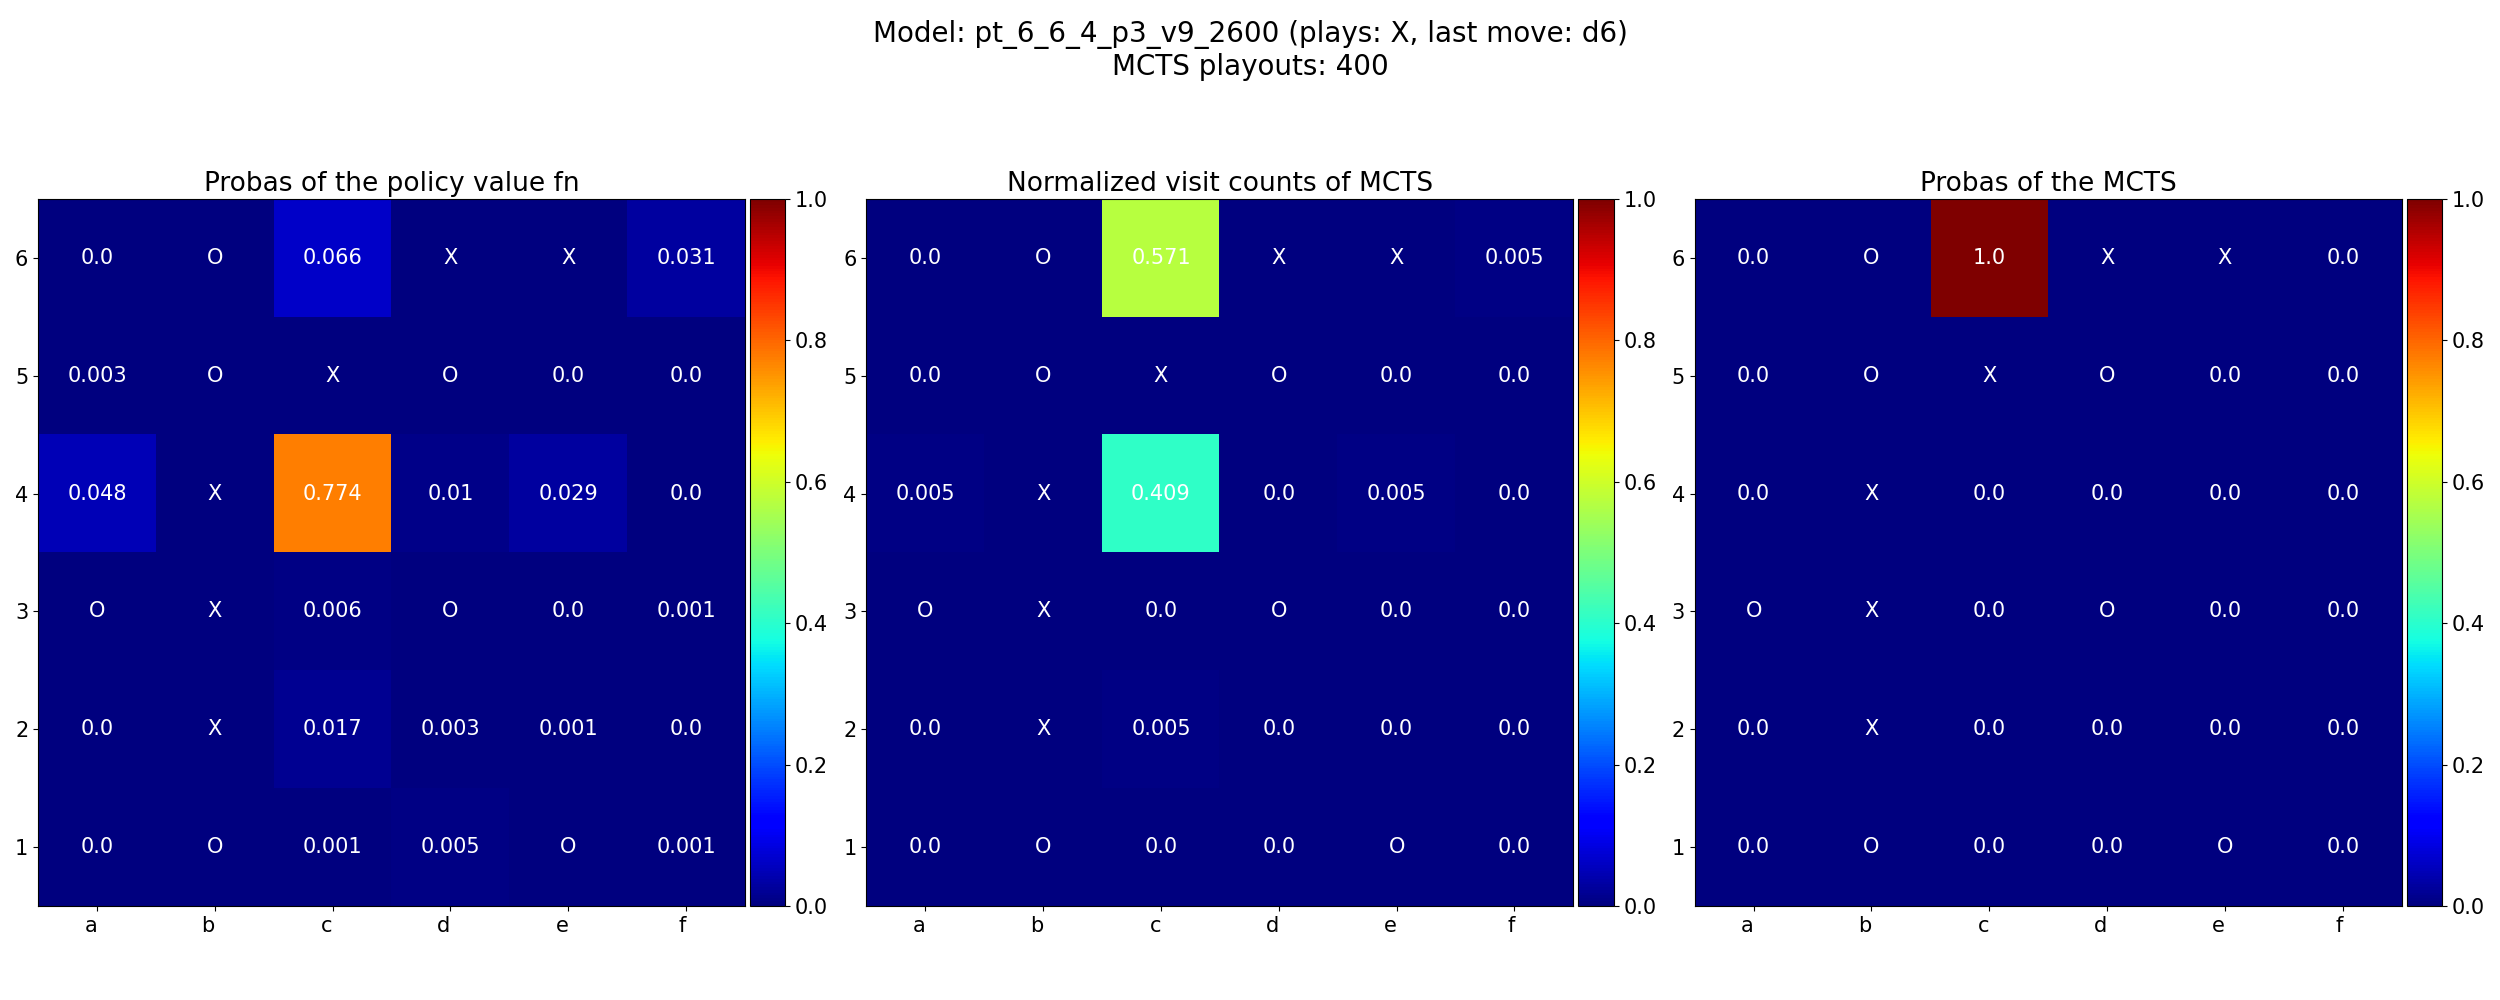 Model: pt_6_6_4_p3_v9_2600 (plays: X, last move: d6)
MCTS playouts: 400
Probas of the policy value fn
6 0.0 O 0.066 X X 0.031
5 0.003 O X O 0.0 0.0
4 0.048 X 0.774 0.01 0.029 0.0
3 O X 0.006 O 0.0 0.001
2 0.0 X 0.017 0.003 0.001 0.0
1 0.0 O 0.001 0.005 O 0.001
a b c d e f
1.0
0.8
0.6
0.4
0.2
0.0
Normalized visit counts of MCTS
6 0.0 O 0.571 X X 0.005
5 0.0 O X O 0.0 0.0
4 0.005 X 0.409 0.0 0.005 0.0
3 O X 0.0 O 0.0 0.0
2 0.0 X 0.005 0.0 0.0 0.0
1 0.0 O 0.0 0.0 O 0.0
a b c d e f
1.0
0.8
0.6
0.4
0.2
0.0
Probas of the MCTS
6 0.0 O 1.0 X X 0.0
5 0.0 O X O 0.0 0.0
4 0.0 X 0.0 0.0 0.0 0.0
3 O X 0.0 O 0.0 0.0
2 0.0 X 0.0 0.0 0.0 0.0
1 0.0 O 0.0 0.0 O 0.0
a b c d e f
1.0
0.8
0.6
0.4
0.2
0.0